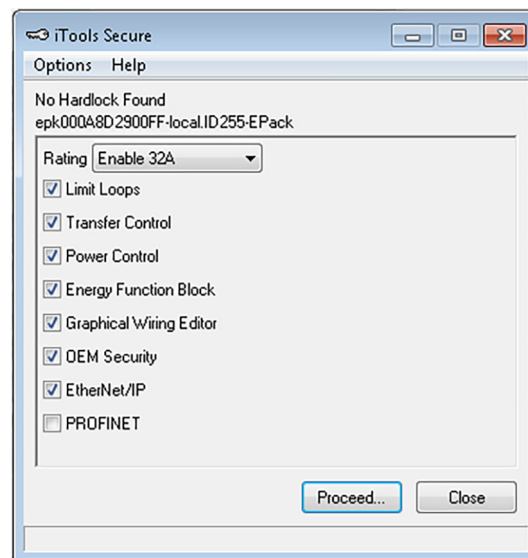 iTools Secure
Options Help
No Hardlock Found
epk000A8D2900FF-local.ID255-EPack
Rating Enable 32A
Limit Loops
Transfer Control
Power Control
Energy Function Block
Graphical Wiring Editor
OEM Security
EtherNet/IP
PROFINET
Proceed... Close